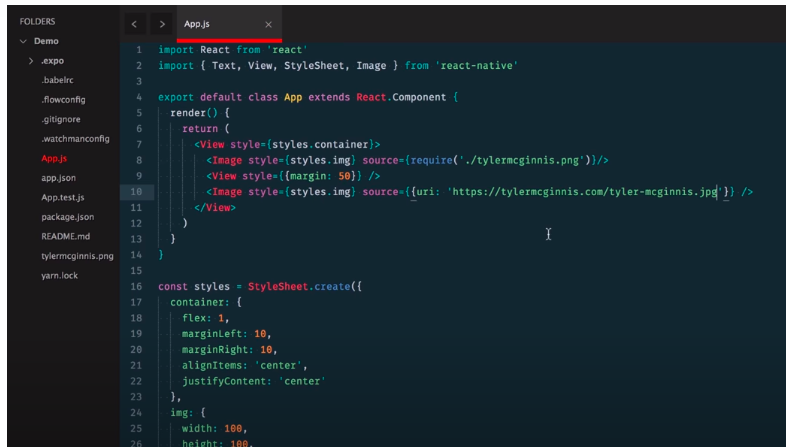 FOLDERS
Demo
.expo
.babelrc
.flowconfig
.gitignore
.watchmanconfig
App.js
app.json
App.test.js
package.json
README.md
tylermcginnis.png
yarn.lock
App.js ×
1 import React from 'react'
2 import { Text, View, StyleSheet, Image } from 'react-native'
3
4 export default class App extends React.Component {
5 render() {
6 return (
7 <View style={styles.container}>
8 <Image style={styles.img} source={require('./tylermcginnis.png')}/>
9 <View style={{margin: 50}} />
10 <Image style={styles.img} source={{uri: 'https://tylermcginnis.com/tyler-mcginnis.jpg'}} />
11 </View>
12 )
13 }
14 }
15
16 const styles = StyleSheet.create({
17 container: {
18 flex: 1,
19 marginLeft: 10,
20 marginRight: 10,
21 alignItems: 'center',
22 justifyContent: 'center'
23 },
24 img: {
25 width: 100,
26 height: 100,